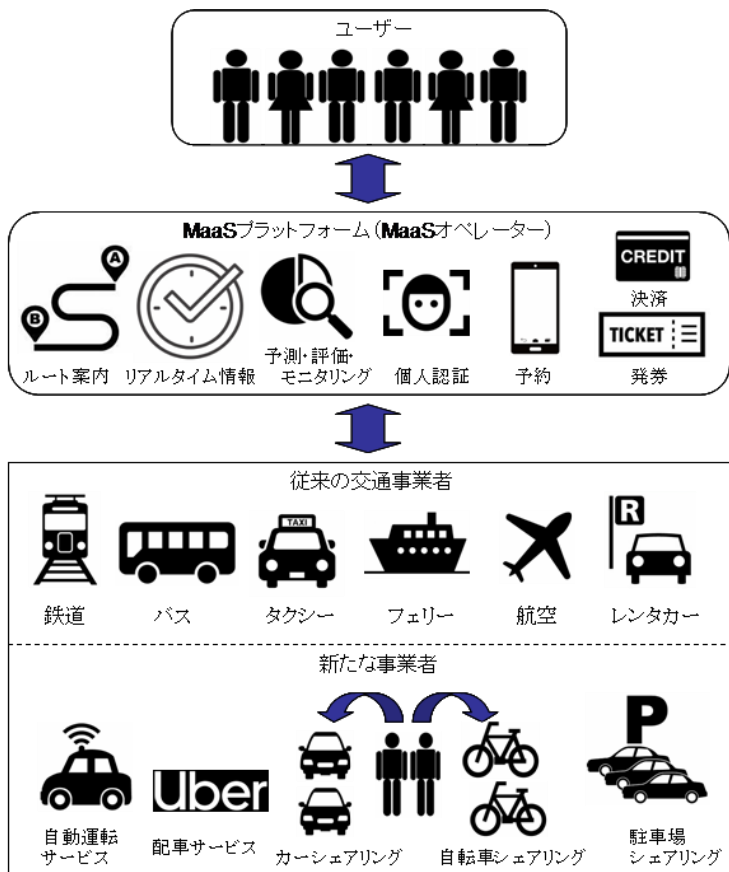 ユーザー
MaaSプラットフォーム(MaaSオペレーター)
A
B
CREDIT
決済
TICKET
ルート案内
リアルタイム情報
予測・評価・
モニタリング
個人認証
予約
発券
従来の交通事業者
TAXI
R
鉄道
バス
タクシー
フェリー
航空
レンタカー
新たな事業者
P
Uber
自動運転
サービス
配車サービス
カーシェアリング
自転車シェアリング
駐車場
シェアリング